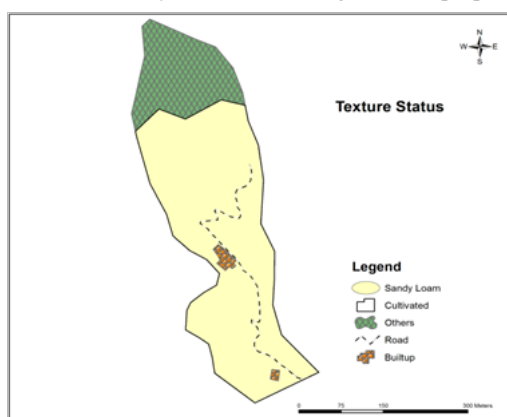 N
W E
S
Texture Status
Legend
Sandy Loam
Cultivated
Others
Road
Builtup
0 75 150 300 Meters